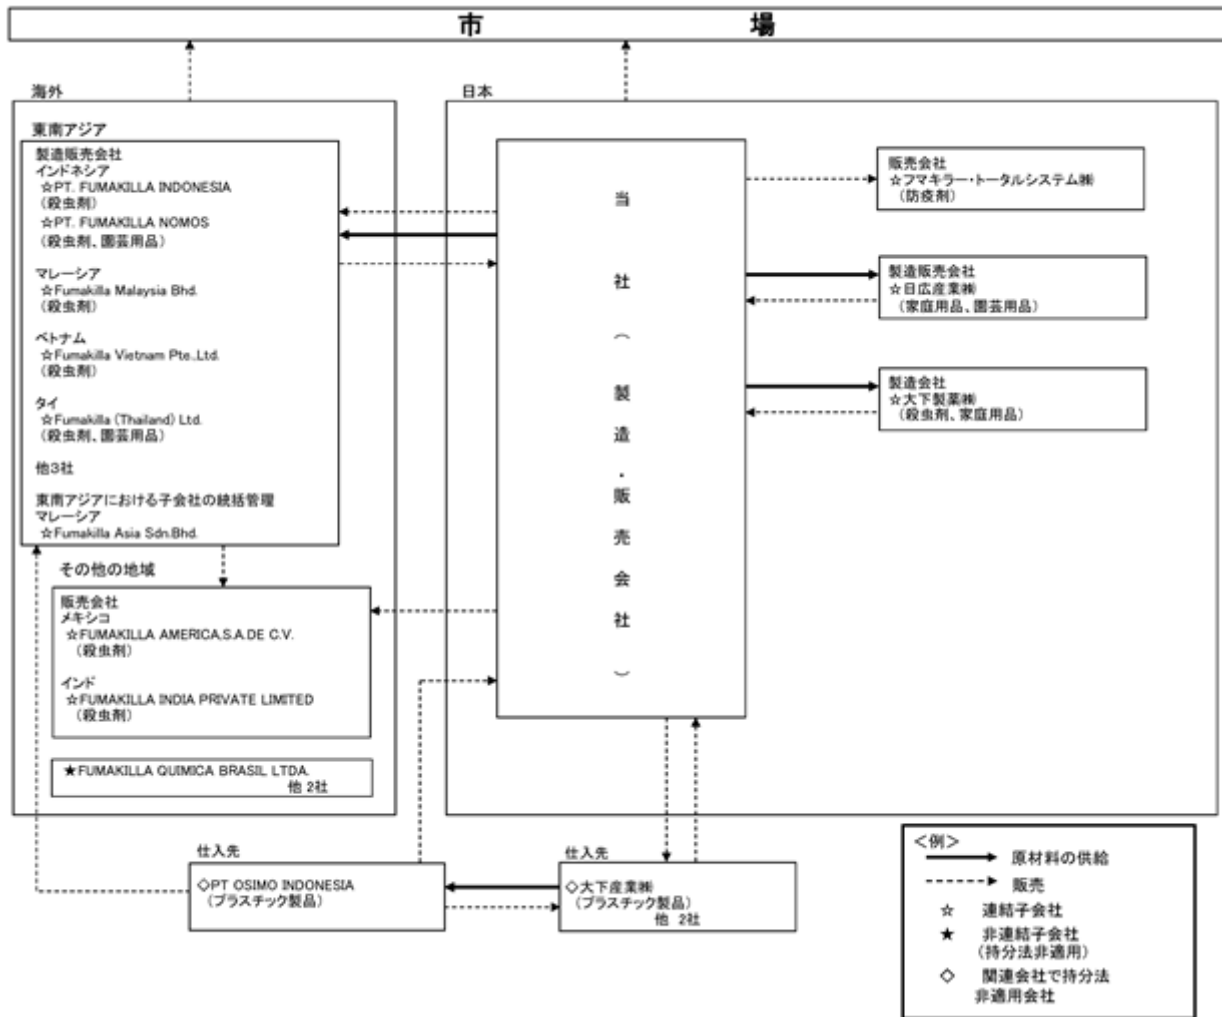 市 場
海外
東南アジア
製造販売会社
インドネシア
☆PT. FUMAKILLA INDONESIA
(殺虫剤)
☆PT. FUMAKILLA NOMOS
(殺虫剤、園芸用品)
マレーシア
☆Fumakilla Malaysia Bhd.
(殺虫剤)
ベトナム
☆Fumakilla Vietnam Pte.,Ltd.
(殺虫剤)
タイ
☆Fumakilla (Thailand) Ltd.
(殺虫剤、園芸用品)
他3社
東南アジアにおける子会社の統括管理
マレーシア
☆Fumakilla Asia Sdn.Bhd.
その他の地域
販売会社
メキシコ
☆FUMAKILLA AMERICA,S.A.DE C.V.
(殺虫剤)
インド
☆FUMAKILLA INDIA PRIVATE LIMITED
(殺虫剤)
★FUMAKILLA QUIMICA BRASIL LTDA.
他 2社
日本
当社(製造・販売会社)
販売会社
☆フマキラー・トータルシステム㈱
(防疫剤)
製造販売会社
☆日広産業㈱
(家庭用品、園芸用品)
製造会社
☆大下製薬㈱
(殺虫剤、家庭用品)
仕入先
◇PT OSIMO INDONESIA
(プラスチック製品)
仕入先
◇大下産業㈱
(プラスチック製品)
他 2社
<例>
原材料の供給
販売
☆ 連結子会社
★ 非連結子会社
(持分法非適用)
◇ 関連会社で持分法
非適用会社